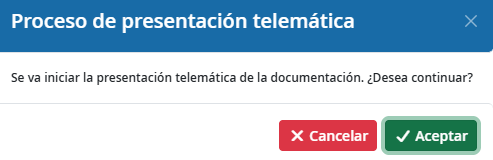 Proceso de presentación telemática
Se va iniciar la presentación telemática de la documentación. ¿Desea continuar?
Cancelar
Aceptar